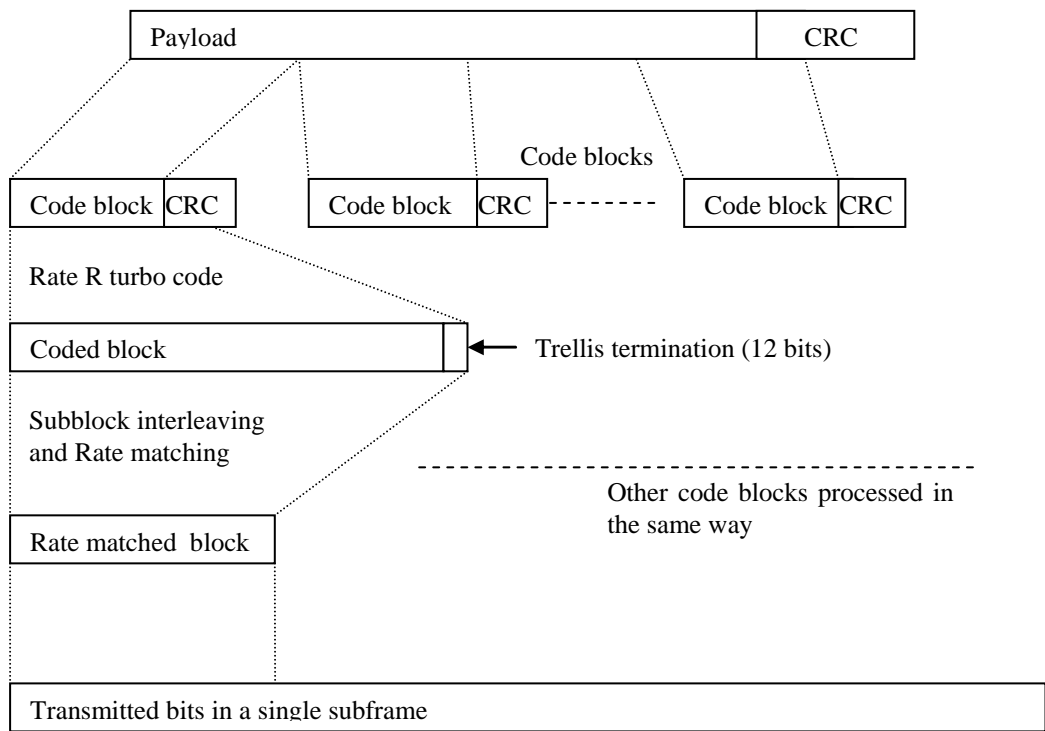 Payload CRC
Code blocks
Code block CRC Code block CRC Code block CRC
Rate R turbo code
Coded block
Trellis termination (12 bits)
Subblock interleaving
and Rate matching
Other code blocks processed in
the same way
Rate matched block
Transmitted bits in a single subframe